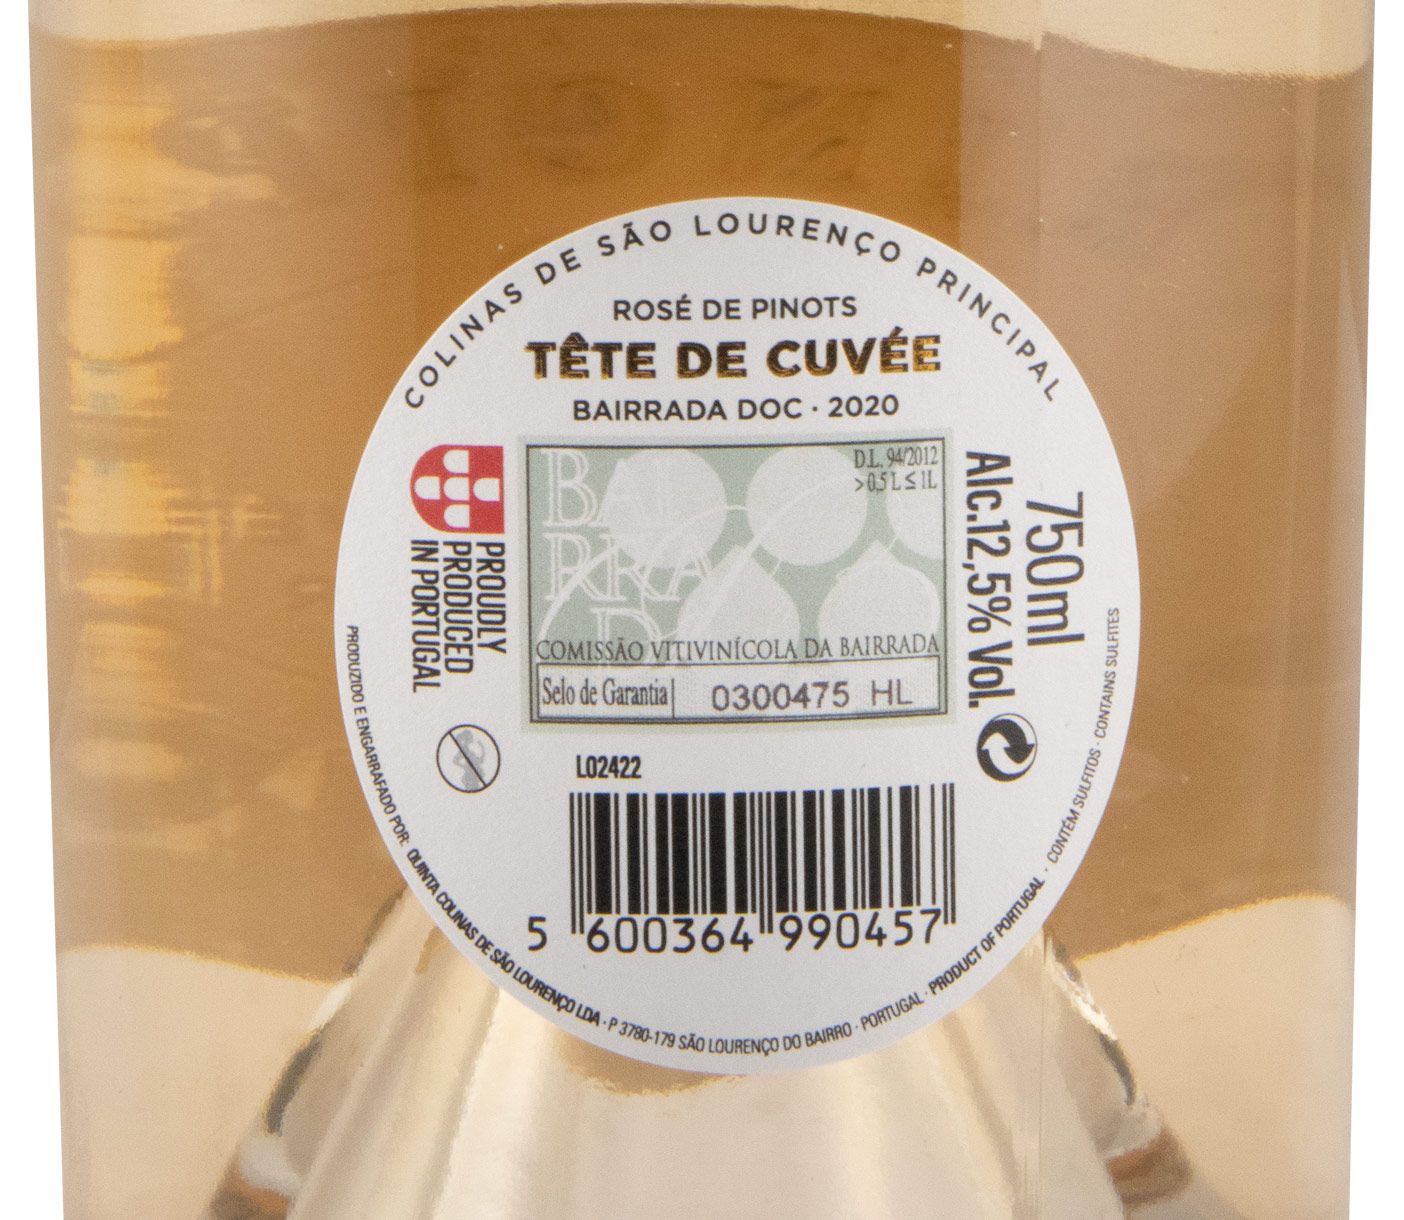 COLINAS DE SÃO LOURENÇO PRINCIPAL
ROSÉ DE PINOTS
TÊTE DE CUVÉE
BAIRRADA DOC · 2020
BAI
RRA
D
D.L. 94/2012
>0,5 L ≤ 1L
COMISSÃO VITIVINÍCOLA DA BAIRRADA
Selo de Garantia 0300475 HL
PROUDLY
PRODUCED
IN PORTUGAL
750ml
Alc.12,5% Vol.
L02422
5 600364 990457
PRODUZIDO E ENGARRAFADO POR: QUINTA COLINAS DE SÃO LOURENÇO LDA · P 3780-179 SÃO LOURENÇO DO BAIRRO · PORTUGAL · PRODUCT OF PORTUGAL · CONTÉM SULFITOS · CONTAINS SULFITES